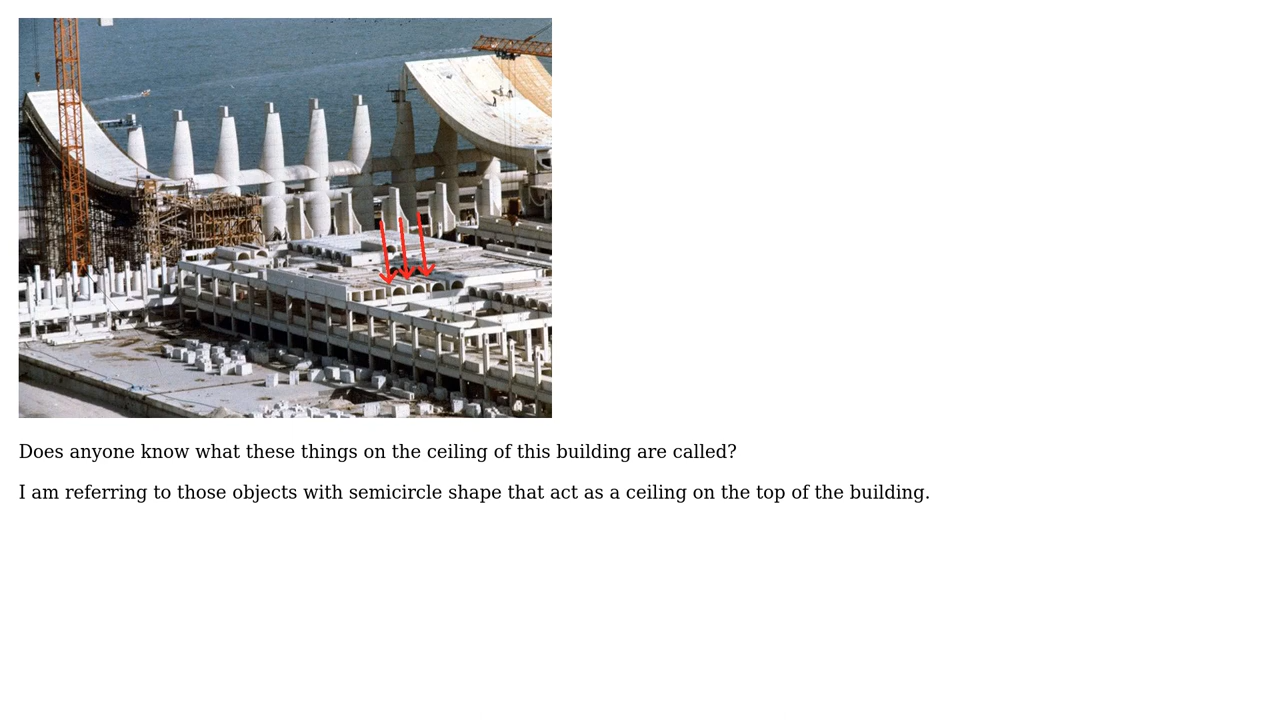 Does anyone know what these things on the ceiling of this building are called?
I am referring to those objects with semicircle shape that act as a ceiling on the top of the building.